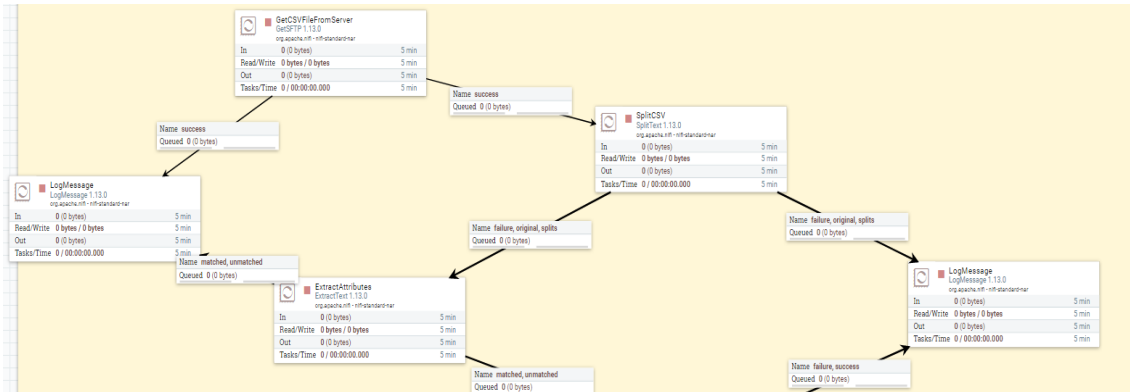 GetCSVFileFromServer
GetSFTP 1.13.0
org.apache.nifi - nifi-standard-nar
In 0 (0 bytes) 5 min
Read/Write 0 bytes / 0 bytes 5 min
Out 0 (0 bytes) 5 min
Tasks/Time 0 / 00:00:00.000 5 min
Name success
Queued 0 (0 bytes)
Name success
Queued 0 (0 bytes)
SplitCSV
SplitText 1.13.0
org.apache.nifi - nifi-standard-nar
In 0 (0 bytes) 5 min
Read/Write 0 bytes / 0 bytes 5 min
Out 0 (0 bytes) 5 min
Tasks/Time 0 / 00:00:00.000 5 min
LogMessage
LogMessage 1.13.0
org.apache.nifi - nifi-standard-nar
In 0 (0 bytes) 5 min
Read/Write 0 bytes / 0 bytes 5 min
Out 0 (0 bytes) 5 min
Tasks/Time 0 / 00:00:00.000 5 min
Name matched, unmatched
Queued 0 (0 bytes)
Name failure, original, splits
Queued 0 (0 bytes)
Name failure, original, splits
Queued 0 (0 bytes)
ExtractAttributes
ExtractText 1.13.0
org.apache.nifi - nifi-standard-nar
In 0 (0 bytes) 5 min
Read/Write 0 bytes / 0 bytes 5 min
Out 0 (0 bytes) 5 min
Tasks/Time 0 / 00:00:00.000 5 min
LogMessage
LogMessage 1.13.0
org.apache.nifi - nifi-standard-nar
In 0 (0 bytes) 5 min
Read/Write 0 bytes / 0 bytes 5 min
Out 0 (0 bytes) 5 min
Tasks/Time 0 / 00:00:00.000 5 min
Name matched, unmatched
Queued 0 (0 bytes)
Name failure, success
Queued 0 (0 bytes)